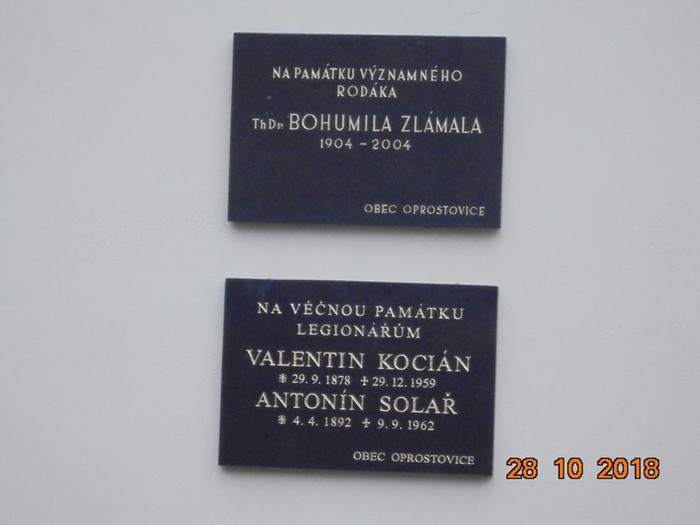 NA PAMÁTKU VÝZNAMNÉHO
RODÁKA
ThDr. BOHUMILA ZLÁMALA
1904 - 2004
OBEC OPROSTOVICE
NA VĚČNOU PAMÁTKU
LEGIONÁŘŮM
VALENTIN KOCIÁN
* 29. 9. 1878 + 29. 12. 1959
ANTONÍN SOLAŘ
* 4. 4. 1892 + 9. 9. 1962
OBEC OPROSTOVICE
28 10 2018